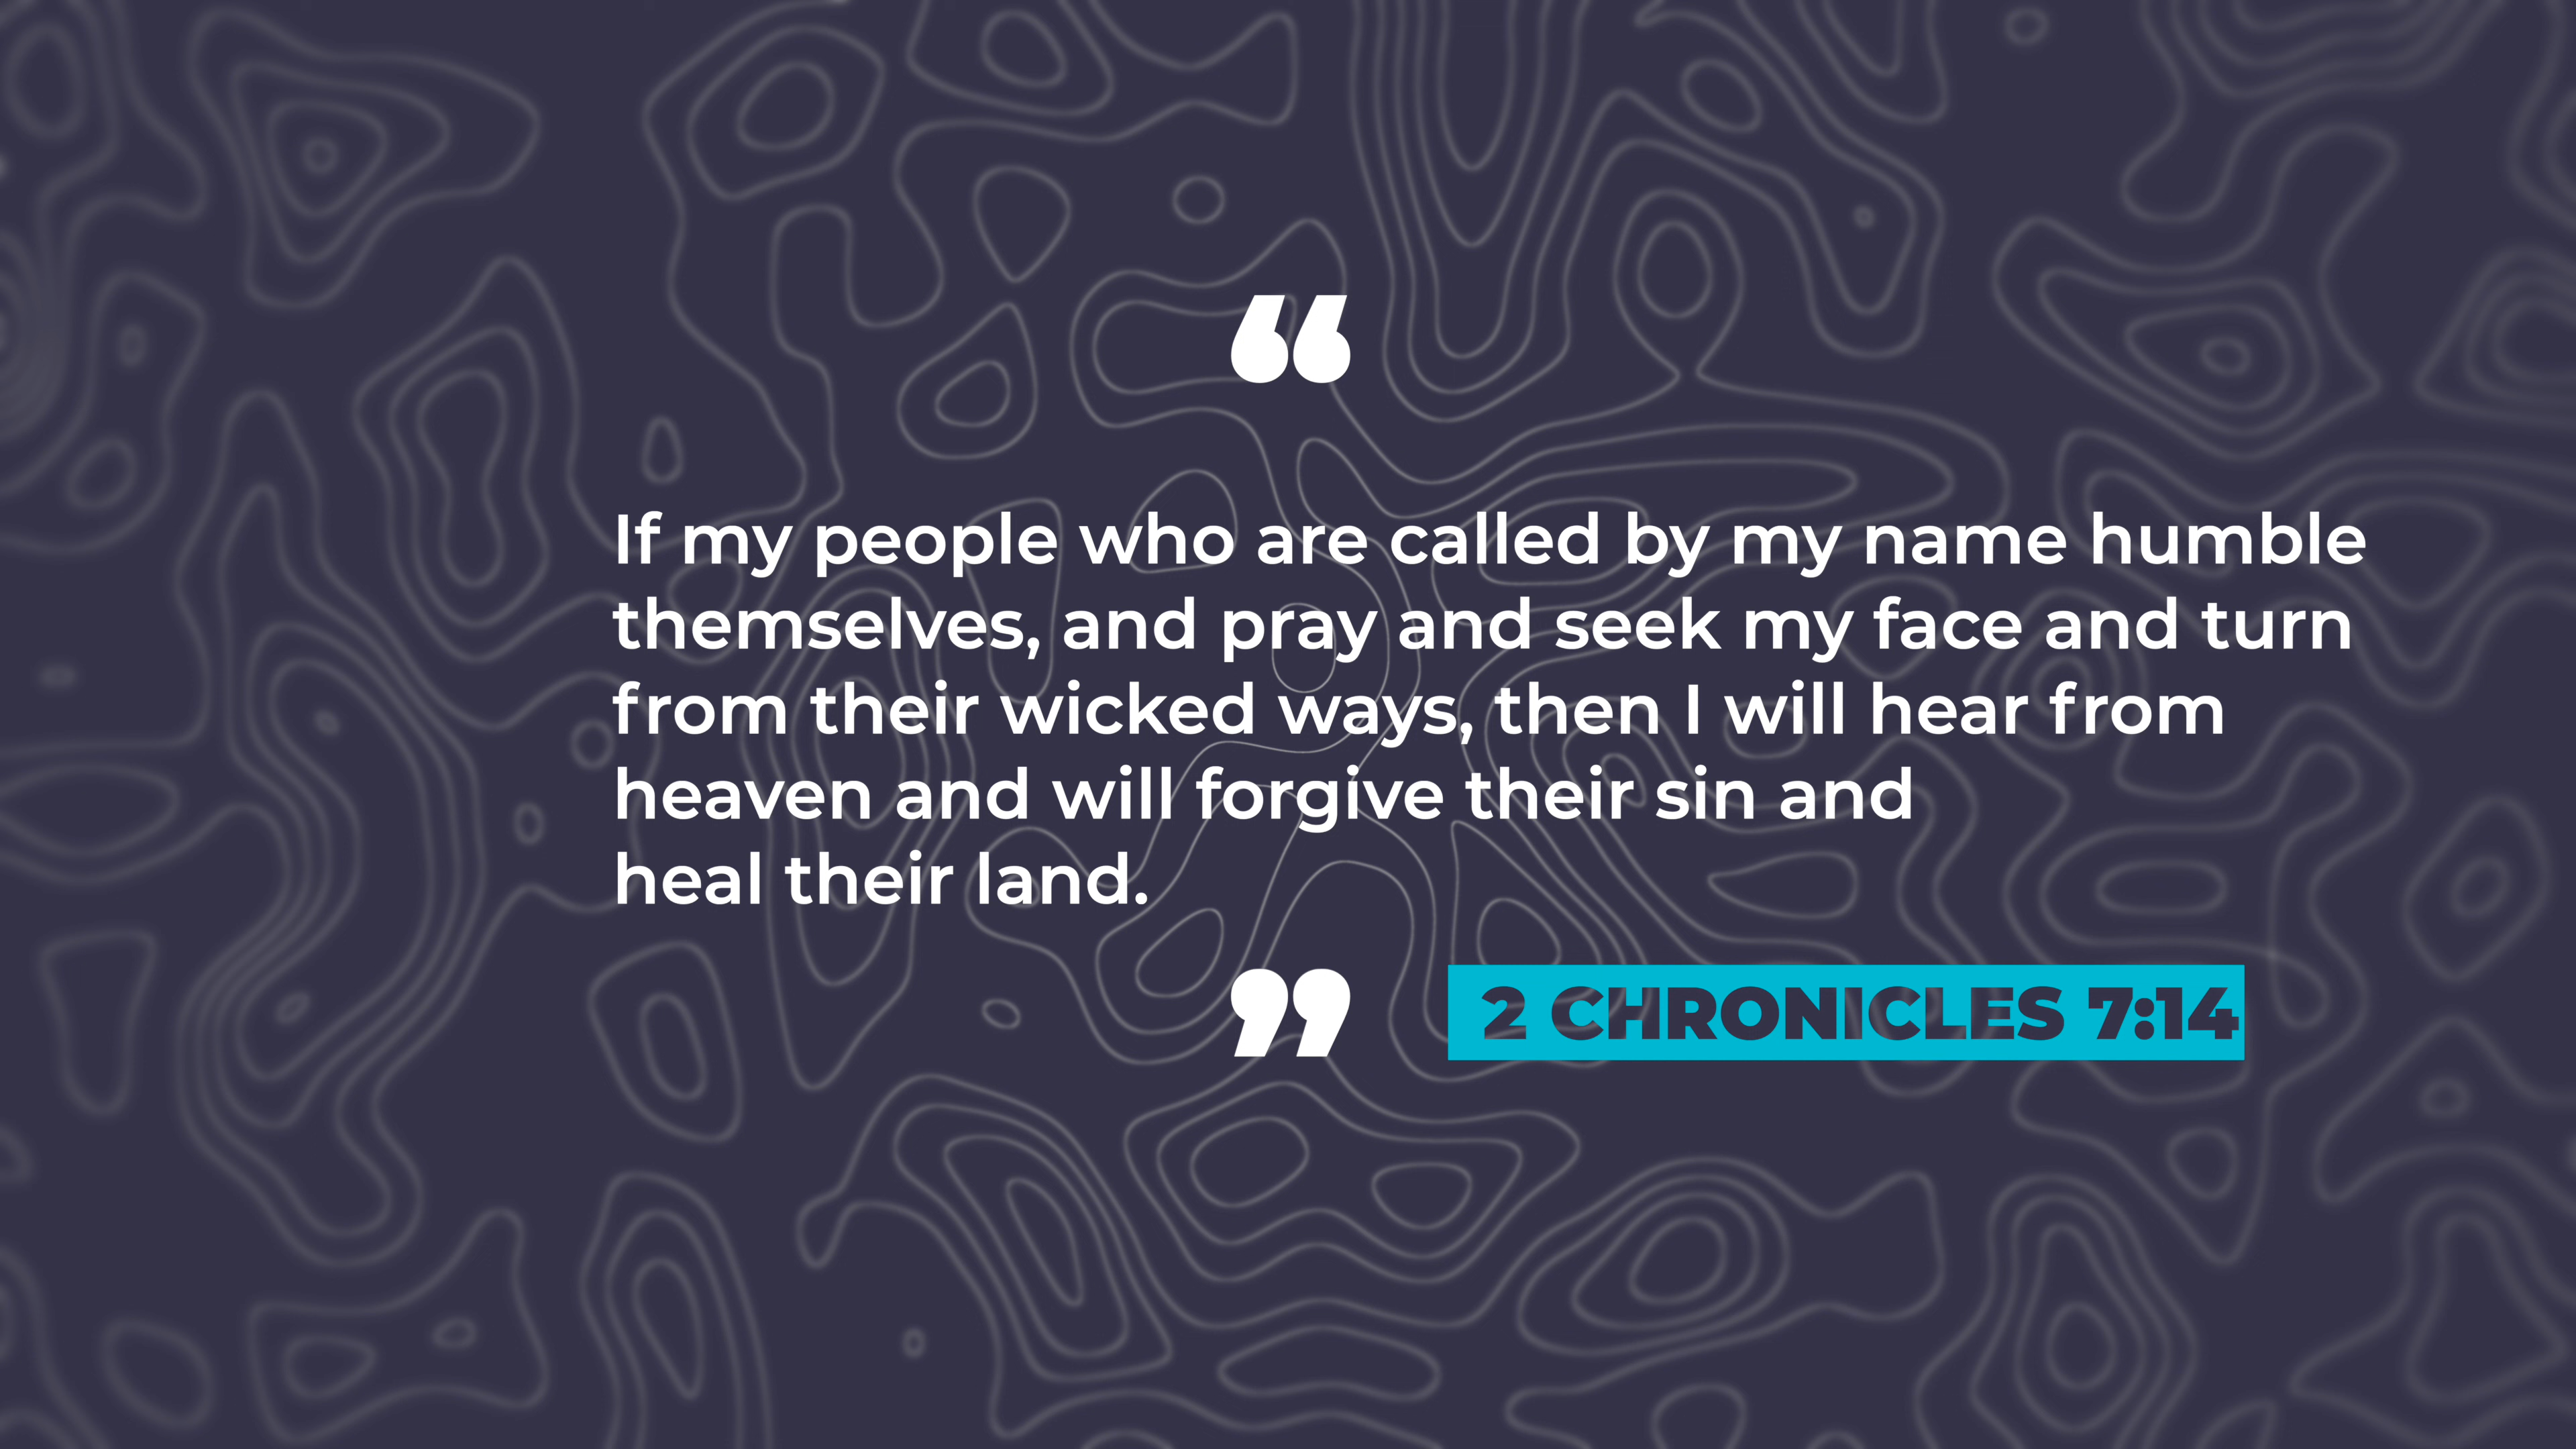 “
If my people who are called by my name humble
themselves, and pray and seek my face and turn
from their wicked ways, then I will hear from
heaven and will forgive their sin and
heal their land.
”
2 CHRONICLES 7:14